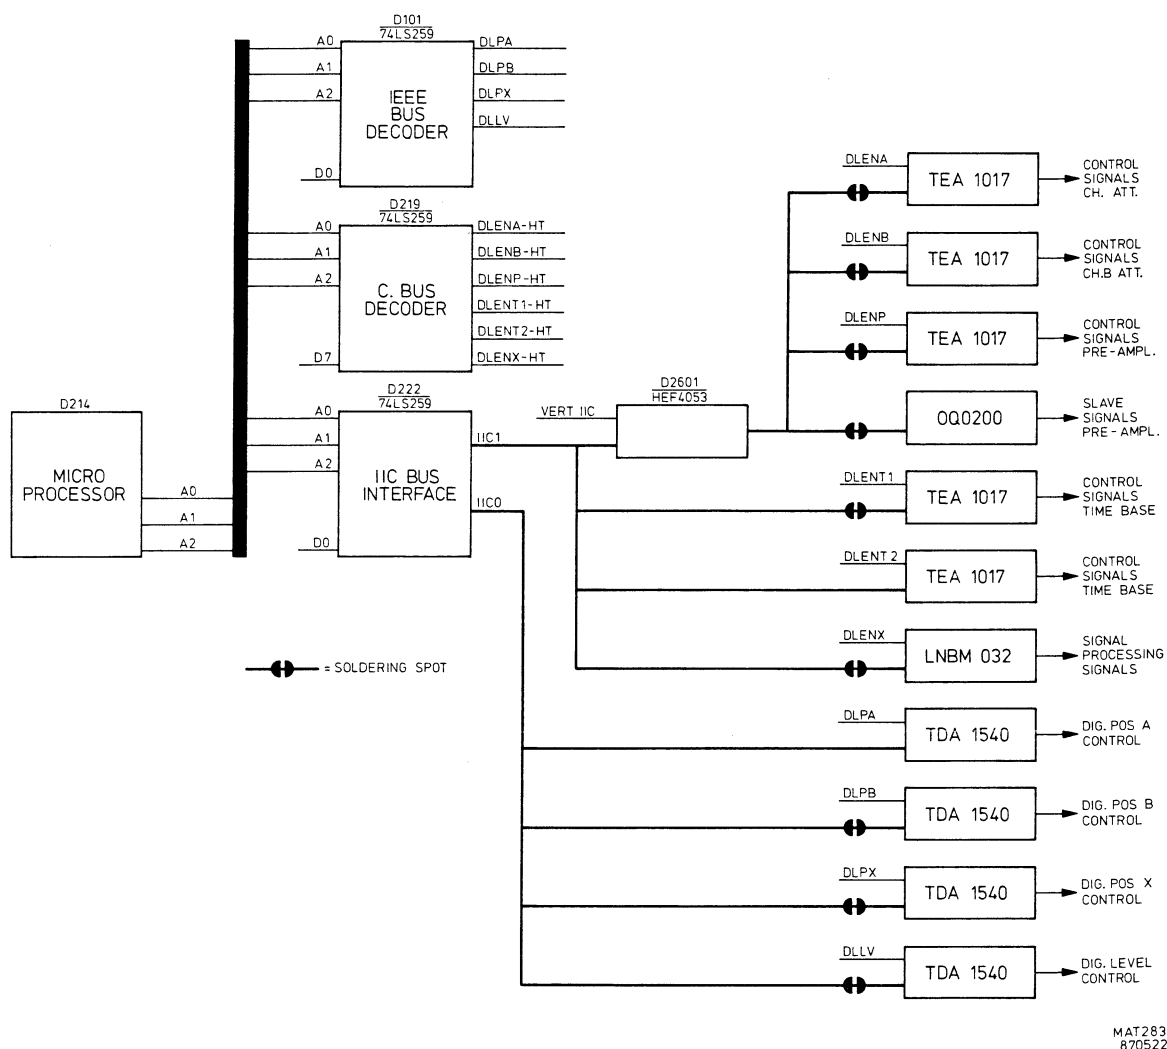 D101
74LS259
A0
A1
A2
D0
IEEE
BUS
DECODER
DLPA
DLPB
DLPX
DLLV
D219
74LS259
A0
A1
A2
D7
C. BUS
DECODER
DLENA-HT
DLENB-HT
DLENP-HT
DLENT1-HT
DLENT2-HT
DLENX-HT
D214
MICRO
PROCESSOR
A0
A1
A2
D222
74LS259
A0
A1
A2
D0
IIC BUS
INTERFACE
IIC1
IIC0
VERT IIC
D2601
HEF4053
= SOLDERING SPOT
DLENA
TEA 1017
CONTROL
SIGNALS
CH. ATT.
DLENB
TEA 1017
CONTROL
SIGNALS
CH.B ATT.
DLENP
TEA 1017
CONTROL
SIGNALS
PRE-AMPL.
OQ0200
SLAVE
SIGNALS
PRE-AMPL.
DLENT1
TEA 1017
CONTROL
SIGNALS
TIME BASE
DLENT2
TEA 1017
CONTROL
SIGNALS
TIME BASE
DLENX
LNBM 032
SIGNAL
PROCESSING
SIGNALS
DLPA
TDA 1540
DIG. POS A
CONTROL
DLPB
TDA 1540
DIG. POS B
CONTROL
DLPX
TDA 1540
DIG. POS X
CONTROL
DLLV
TDA 1540
DIG. LEVEL
CONTROL
MAT283
870522